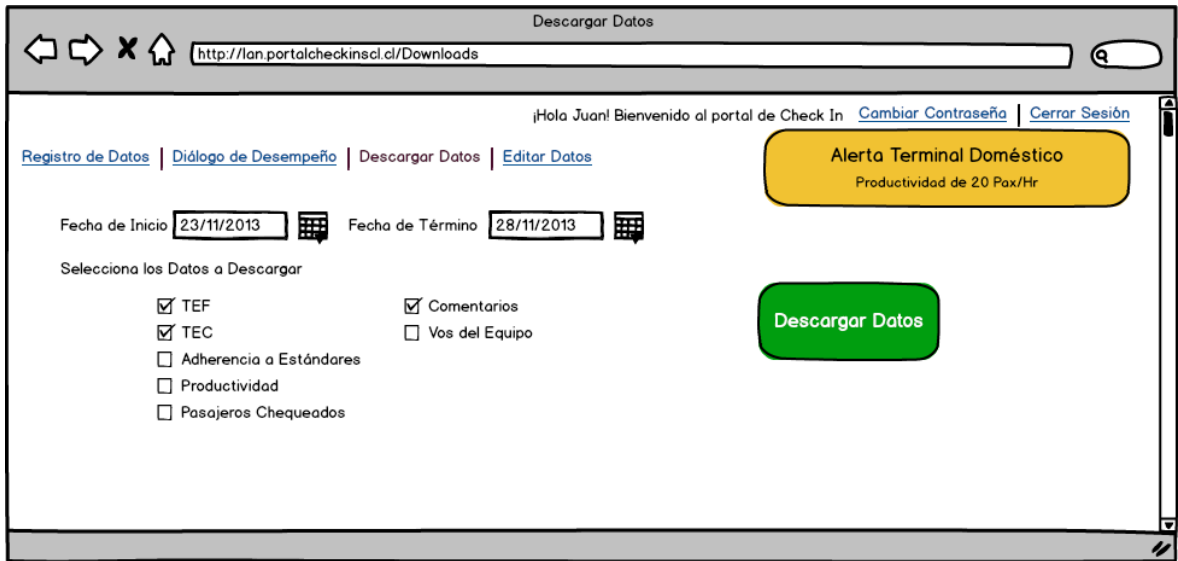 Descargar Datos
http://lan.portalcheckinscl.cl/Downloads
¡Hola Juan! Bienvenido al portal de Check In Cambiar Contraseña | Cerrar Sesión
Registro de Datos | Diálogo de Desempeño | Descargar Datos | Editar Datos
Alerta Terminal Doméstico
Productividad de 20 Pax/Hr
Fecha de Inicio 23/11/2013 Fecha de Término 28/11/2013
Selecciona los Datos a Descargar
TEF
TEC
Adherencia a Estándares
Productividad
Pasajeros Chequeados
Comentarios
Vos del Equipo
Descargar Datos